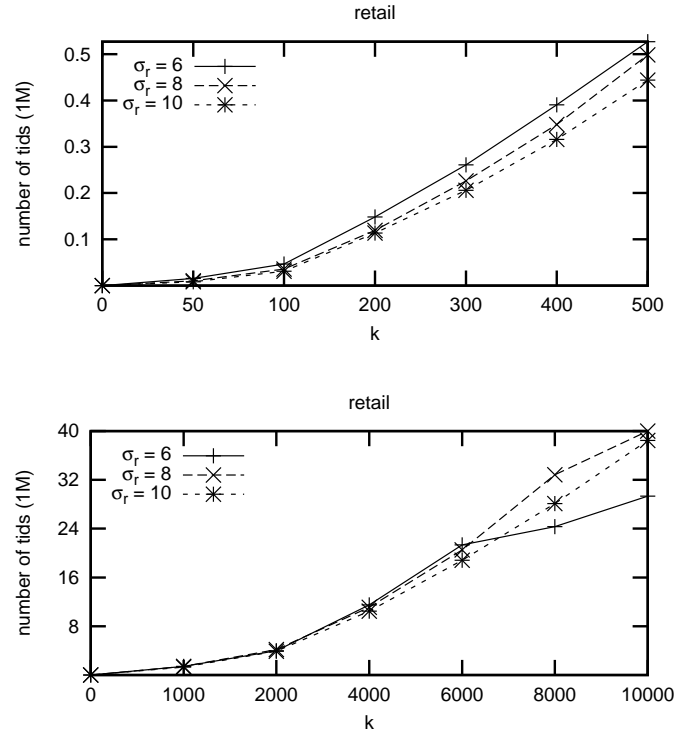 retail
number of tids (1M)
0.5
0.4
0.3
0.2
0.1
σr = 6
σr = 8
σr = 10
0 50 100 200 300 400 500
k
retail
number of tids (1M)
40
32
24
16
8
σr = 6
σr = 8
σr = 10
0 1000 2000 4000 6000 8000 10000
k